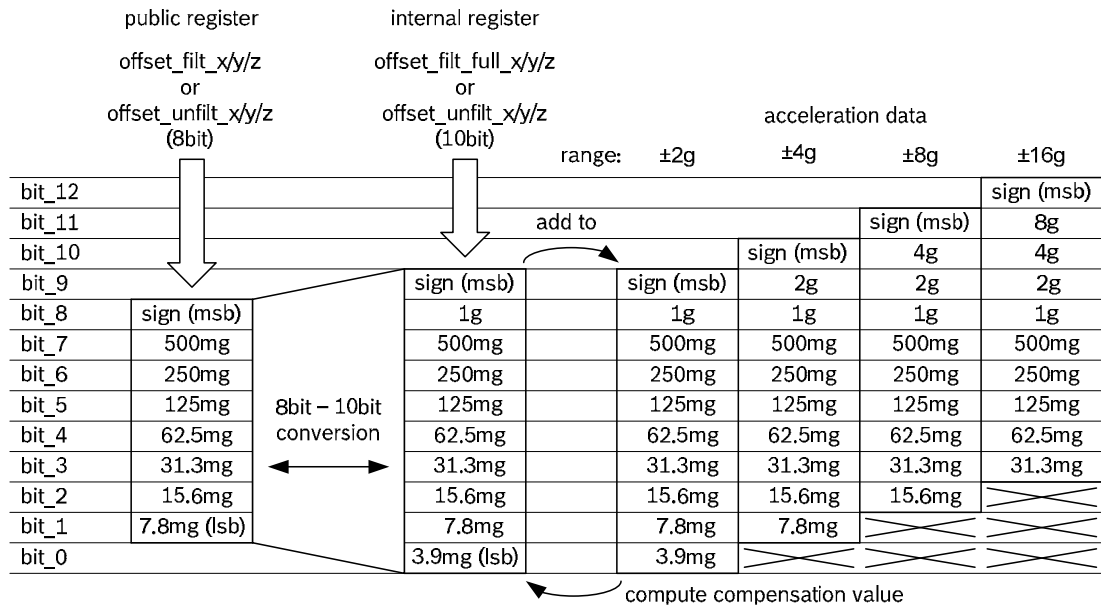 public register internal register
offset_filt_x/y/z offset_filt_full_x/y/z
or or
offset_unfilt_x/y/z offset_unfilt_x/y/z
(8bit) (10bit) acceleration data
range: ±2g ±4g ±8g ±16g
bit_12 sign (msb)
bit_11 add to sign (msb) 8g
bit_10 sign (msb) 4g 4g
bit_9 sign (msb) sign (msb) 2g 2g 2g
bit_8 sign (msb) 1g 1g 1g 1g 1g
bit_7 500mg 500mg 500mg 500mg 500mg 500mg
bit_6 250mg 250mg 250mg 250mg 250mg 250mg
bit_5 125mg 125mg 125mg 125mg 125mg 125mg
8bit – 10bit
conversion
bit_4 62.5mg 62.5mg 62.5mg 62.5mg 62.5mg 62.5mg
bit_3 31.3mg 31.3mg 31.3mg 31.3mg 31.3mg 31.3mg
bit_2 15.6mg 15.6mg 15.6mg 15.6mg 15.6mg
bit_1 7.8mg (lsb) 7.8mg 7.8mg 7.8mg
bit_0 3.9mg (lsb) 3.9mg
compute compensation value